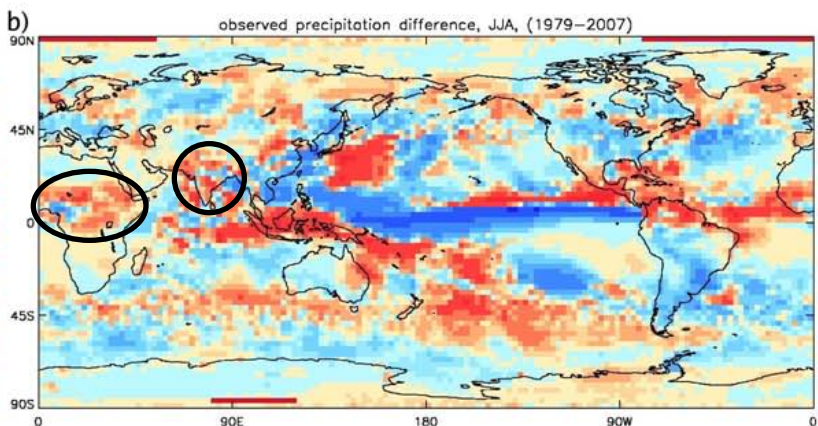 b)
observed precipitation difference, JJA, (1979−2007)
90N
45N
0
45S
90S
0 90E 180 90W 0